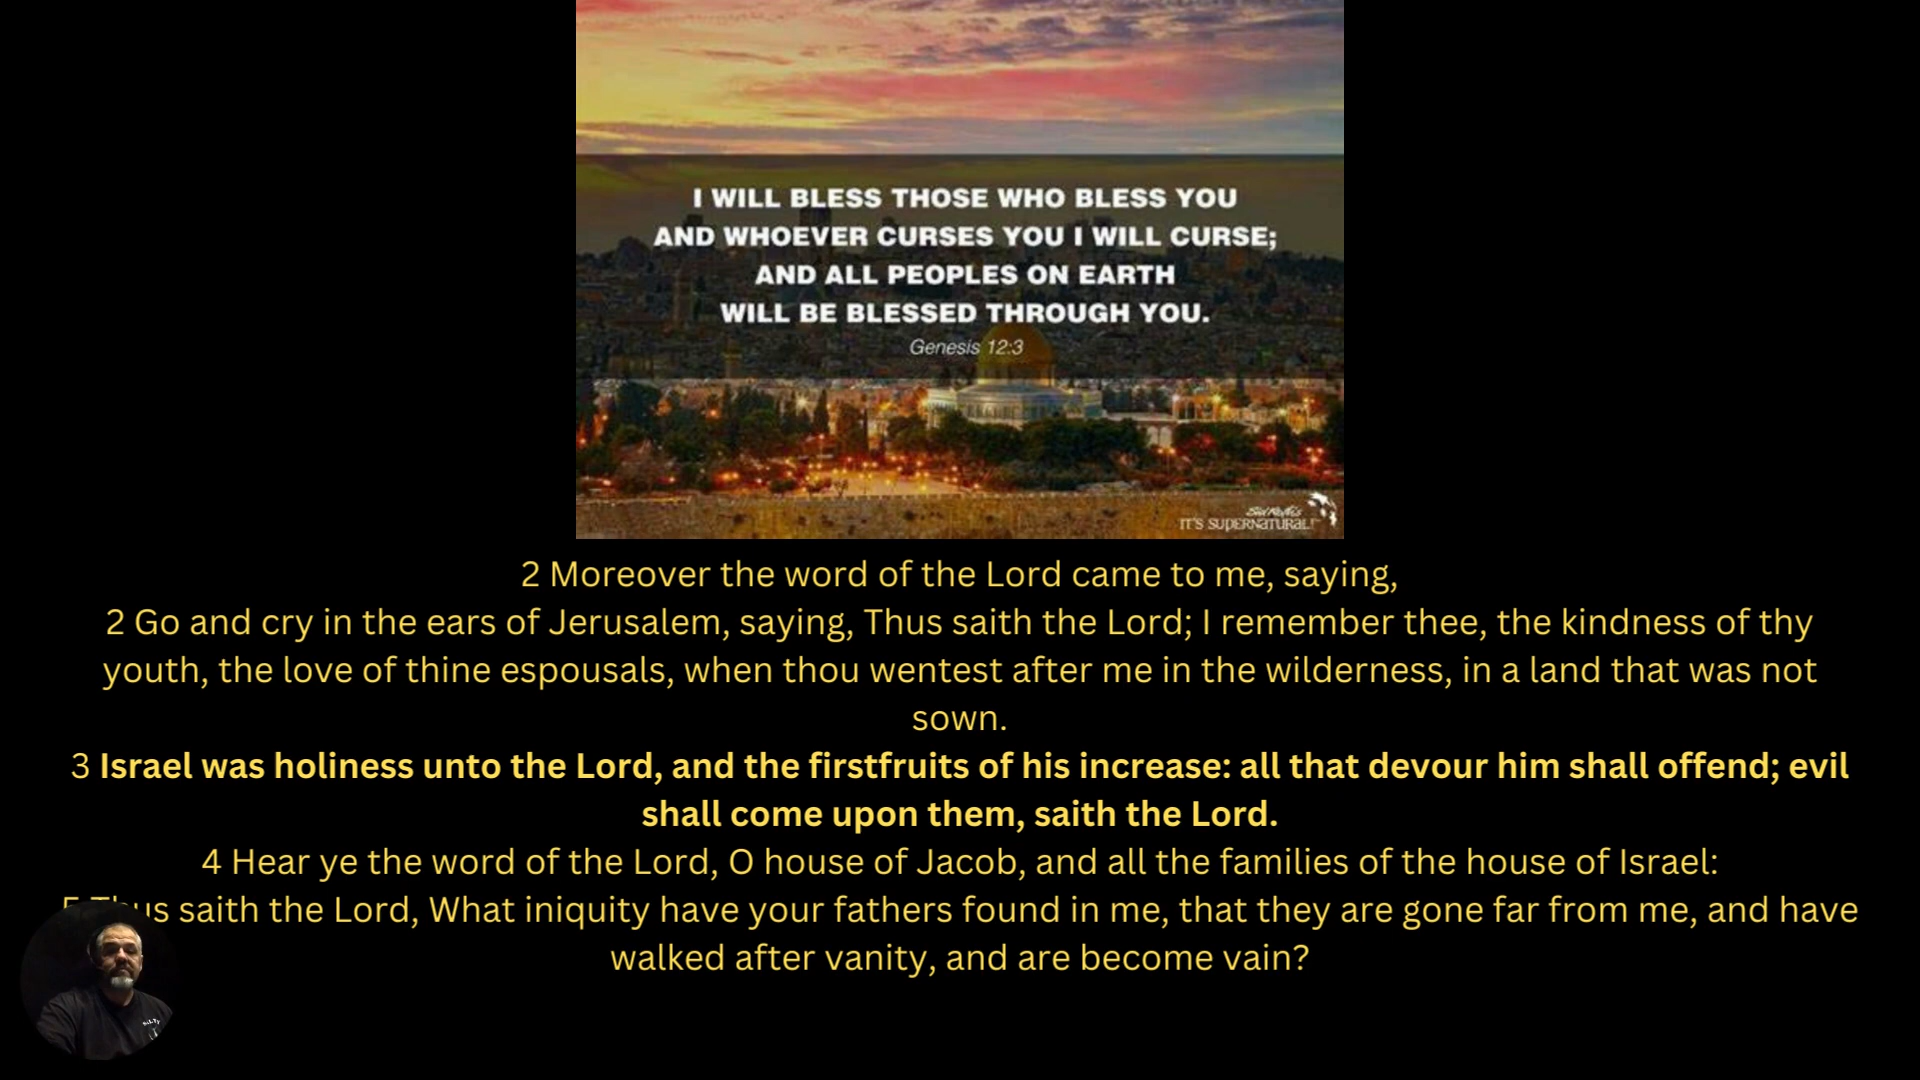 I WILL BLESS THOSE WHO BLESS YOU
AND WHOEVER CURSES YOU I WILL CURSE;
AND ALL PEOPLES ON EARTH
WILL BE BLESSED THROUGH YOU.
Genesis 12:3
Sid Roth's
IT'S SUPERNATURAL!
2 Moreover the word of the Lord came to me, saying,
2 Go and cry in the ears of Jerusalem, saying, Thus saith the Lord; I remember thee, the kindness of thy
youth, the love of thine espousals, when thou wentest after me in the wilderness, in a land that was not
sown.
3 Israel was holiness unto the Lord, and the firstfruits of his increase: all that devour him shall offend; evil
shall come upon them, saith the Lord.
4 Hear ye the word of the Lord, O house of Jacob, and all the families of the house of Israel:
5 Thus saith the Lord, What iniquity have your fathers found in me, that they are gone far from me, and have
walked after vanity, and are become vain?